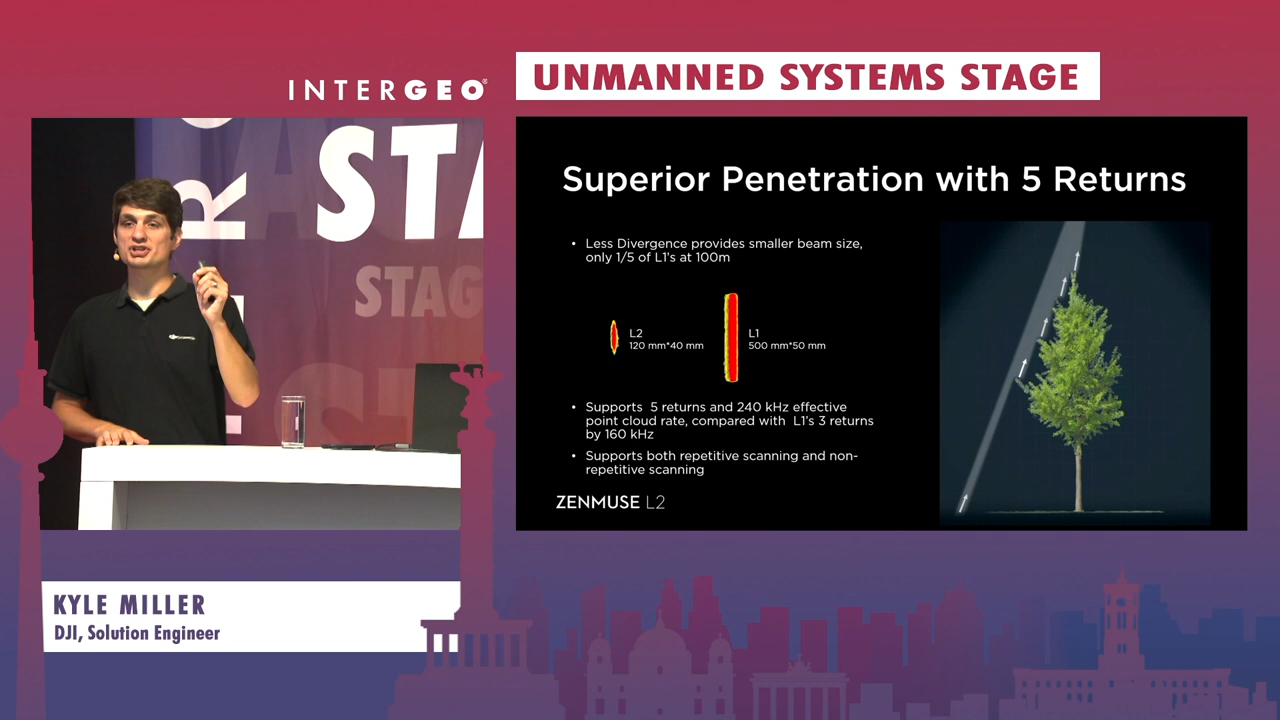 INTERGEO®
UNMANNED SYSTEMS STAGE
STA
STAG
Superior Penetration with 5 Returns
• Less Divergence provides smaller beam size,
only 1/5 of L1's at 100m
L2
120 mm*40 mm
L1
500 mm*50 mm
• Supports 5 returns and 240 kHz effective
point cloud rate, compared with L1's 3 returns
by 160 kHz
• Supports both repetitive scanning and non-
repetitive scanning
ZENMUSE L2
KYLE MILLER
DJI, Solution Engineer